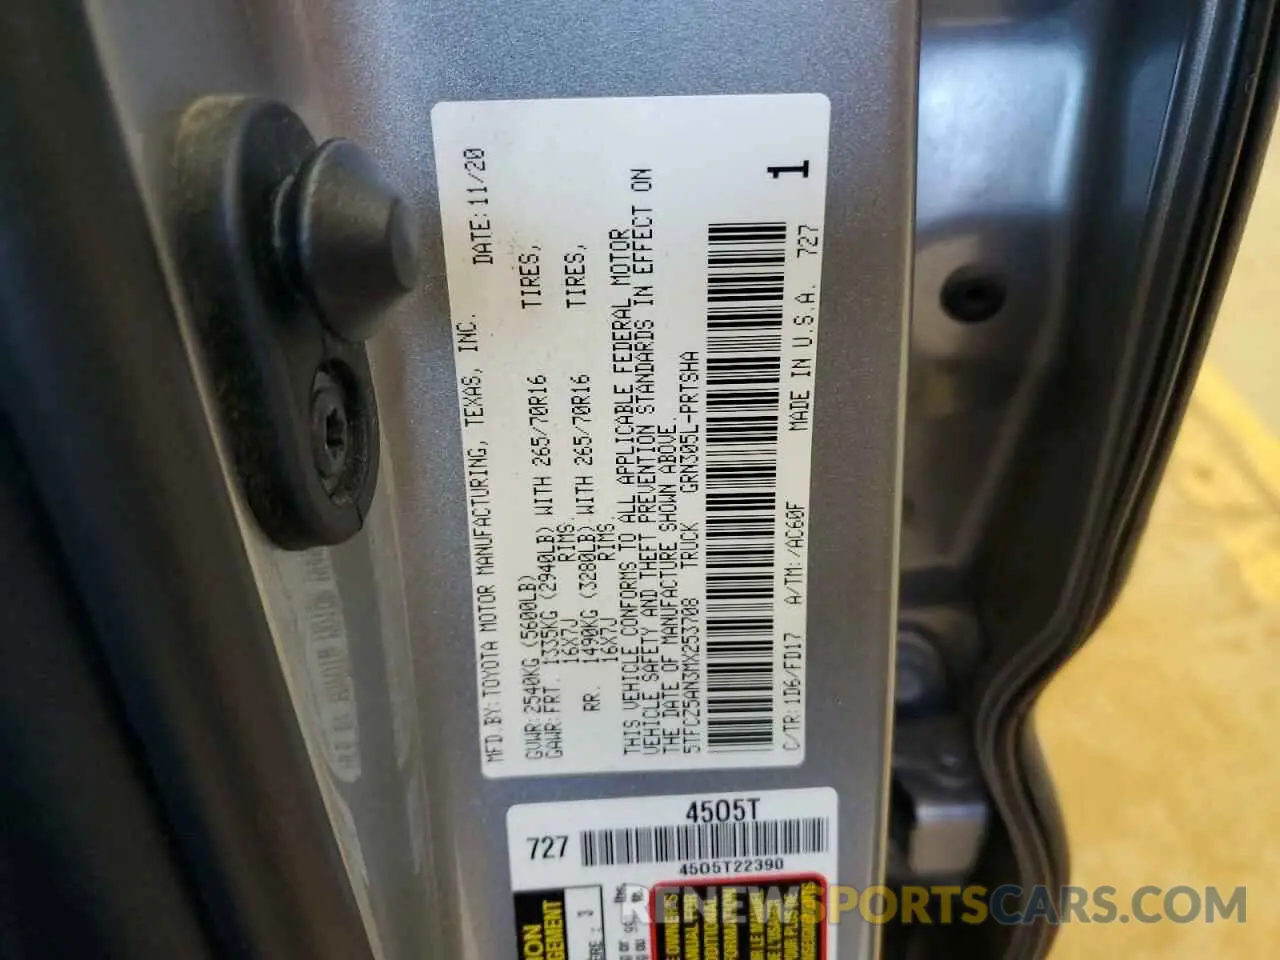 MFD.BY:TOYOTA MOTOR MANUFACTURING, TEXAS, INC. DATE:11/20
GVWR:2540KG (5600LB)
GAWR:FRT. 1335KG (2940LB) WITH 265/70R16 TIRES,
16X7J RIMS
RR. 1490KG (3280LB) WITH 265/70R16 TIRES,
16X7J RIMS.
THIS VEHICLE CONFORMS TO ALL APPLICABLE FEDERAL MOTOR
VEHICLE SAFETY AND THEFT PREVENTION STANDARDS IN EFFECT ON
THE DATE OF MANUFACTURE SHOWN ABOVE.
5TFCZ5AN3MX253708 TRUCK GRN305L-PRTSHA
1
C/TR:1D6/FD17 A/TM:/AC60F MADE IN U.S.A. 727
4505T
727
4505T22390
RENEWSPORTSCARS.COM